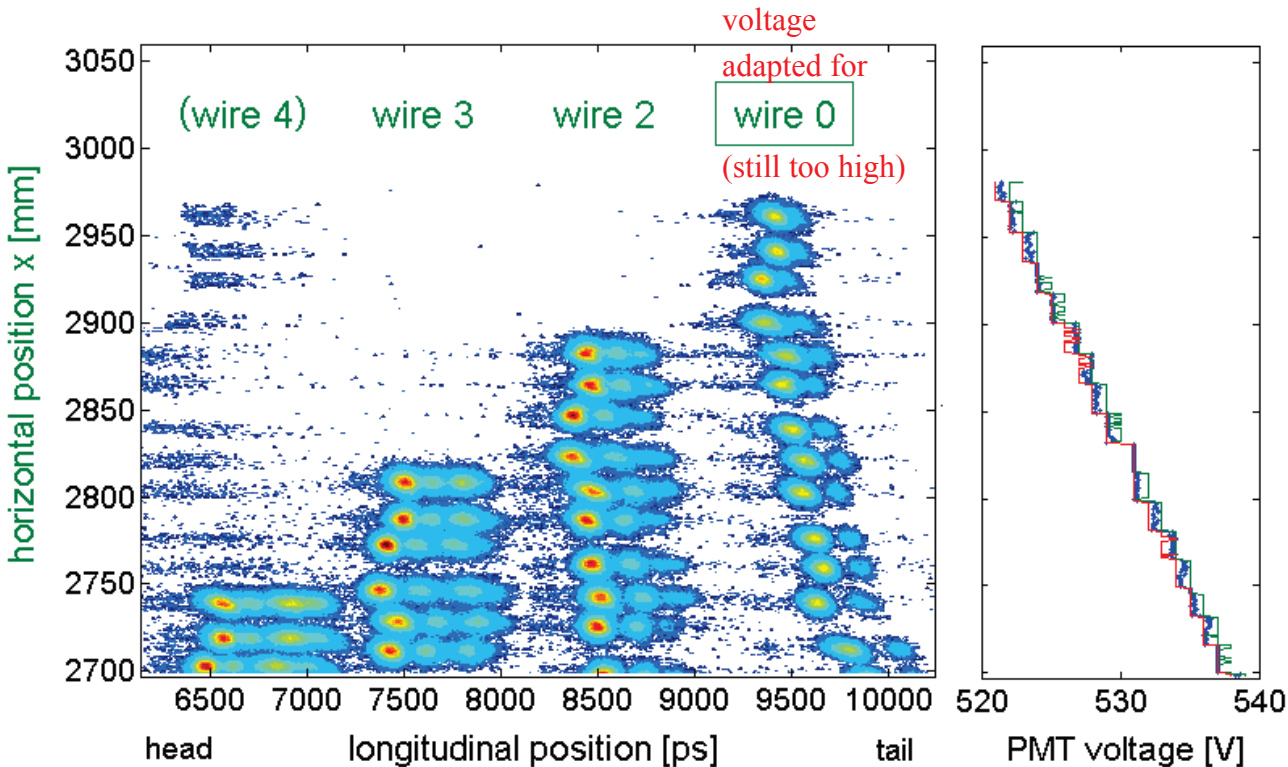 voltage
adapted for
(wire 4) wire 3 wire 2 wire 0
(still too high)
horizontal position x [mm]
3050
3000
2950
2900
2850
2800
2750
2700
6500 7000 7500 8000 8500 9000 9500 10000
head longitudinal position [ps] tail
520 530 540
PMT voltage [V]